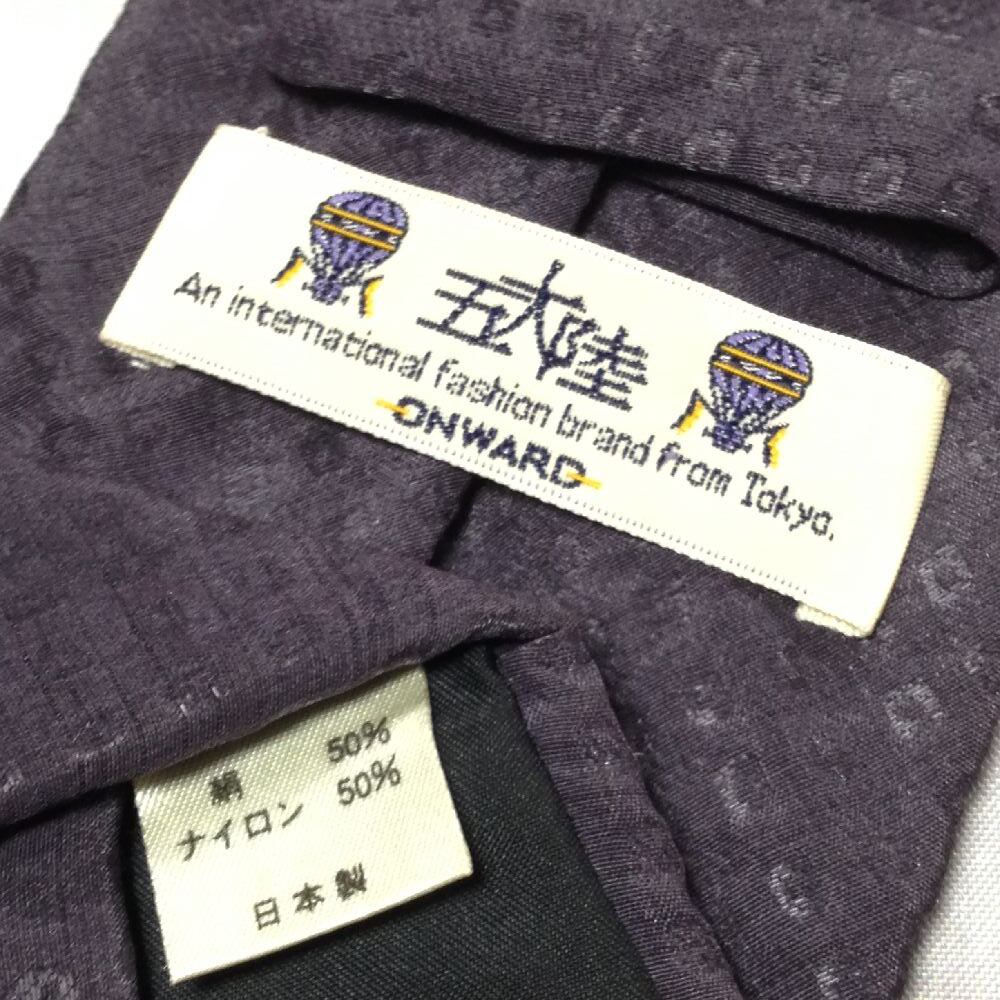 五大陸
An international fashion brand from Tokyo.
ONWARD
絹 50%
ナイロン 50%
日本製